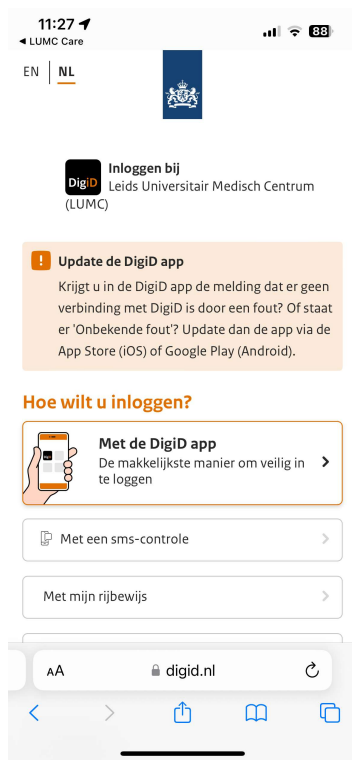 11:27
88
◀ LUMC Care
EN NL
DigiD
Inloggen bij
Leids Universitair Medisch Centrum
(LUMC)
! Update de DigiD app
Krijgt u in de DigiD app de melding dat er geen
verbinding met DigiD is door een fout? Of staat
er 'Onbekende fout'? Update dan de app via de
App Store (iOS) of Google Play (Android).
Hoe wilt u inloggen?
Met de DigiD app
De makkelijkste manier om veilig in
te loggen
Met een sms-controle
Met mijn rijbewijs
AA digid.nl